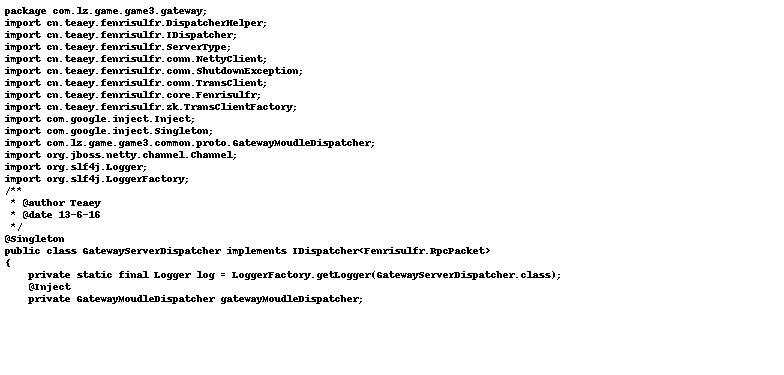 package com.lz.game.game3.gateway;
import cn.teaey.fenrisulfr.DispatcherHelper;
import cn.teaey.fenrisulfr.IDispatcher;
import cn.teaey.fenrisulfr.ServerType;
import cn.teaey.fenrisulfr.conn.NettyClient;
import cn.teaey.fenrisulfr.conn.ShutdownException;
import cn.teaey.fenrisulfr.conn.TransClient;
import cn.teaey.fenrisulfr.core.Fenrisulfr;
import cn.teaey.fenrisulfr.zk.TransClientFactory;
import com.google.inject.Inject;
import com.google.inject.Singleton;
import com.lz.game.game3.common.proto.GatewayMoudleDispatcher;
import org.jboss.netty.channel.Channel;
import org.slf4j.Logger;
import org.slf4j.LoggerFactory;
/**
 * @author Teaey
 * @date 13-6-16
 */
@Singleton
public class GatewayServerDispatcher implements IDispatcher<Fenrisulfr.RpcPacket>
{
    private static final Logger log = LoggerFactory.getLogger(GatewayServerDispatcher.class);
    @Inject
    private GatewayMoudleDispatcher gatewayMoudleDispatcher;